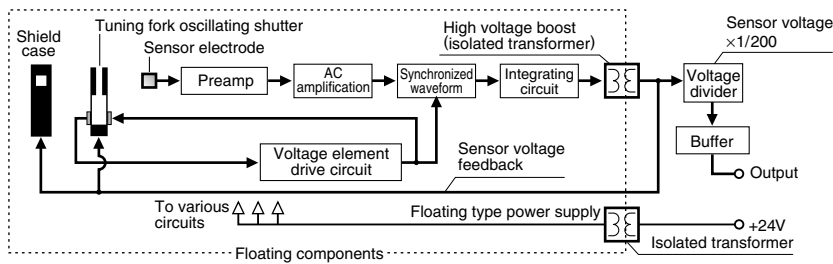 Tuning fork oscillating shutter
Shield
case
Sensor electrode
High voltage boost
(isolated transformer)
Sensor voltage
×1/200
Preamp
AC
amplification
Synchronized
waveform
Integrating
circuit
Voltage
divider
Buffer
Output
Voltage element
drive circuit
Sensor voltage
feedback
To various
circuits
Floating type power supply
+24V
Isolated transformer
Floating components